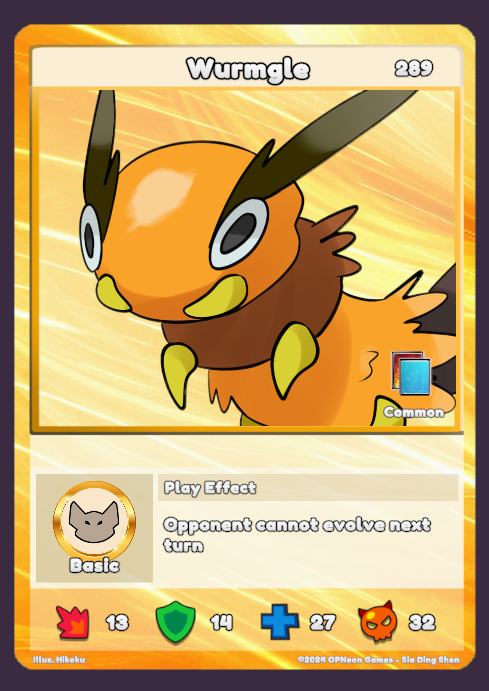 Wurmgle 289
Common
Play Effect
Opponent cannot evolve next
turn
Basic
13 14 27 32
Illus. Hikoku ©2024 OPNeon Games - Sia Ding Shen